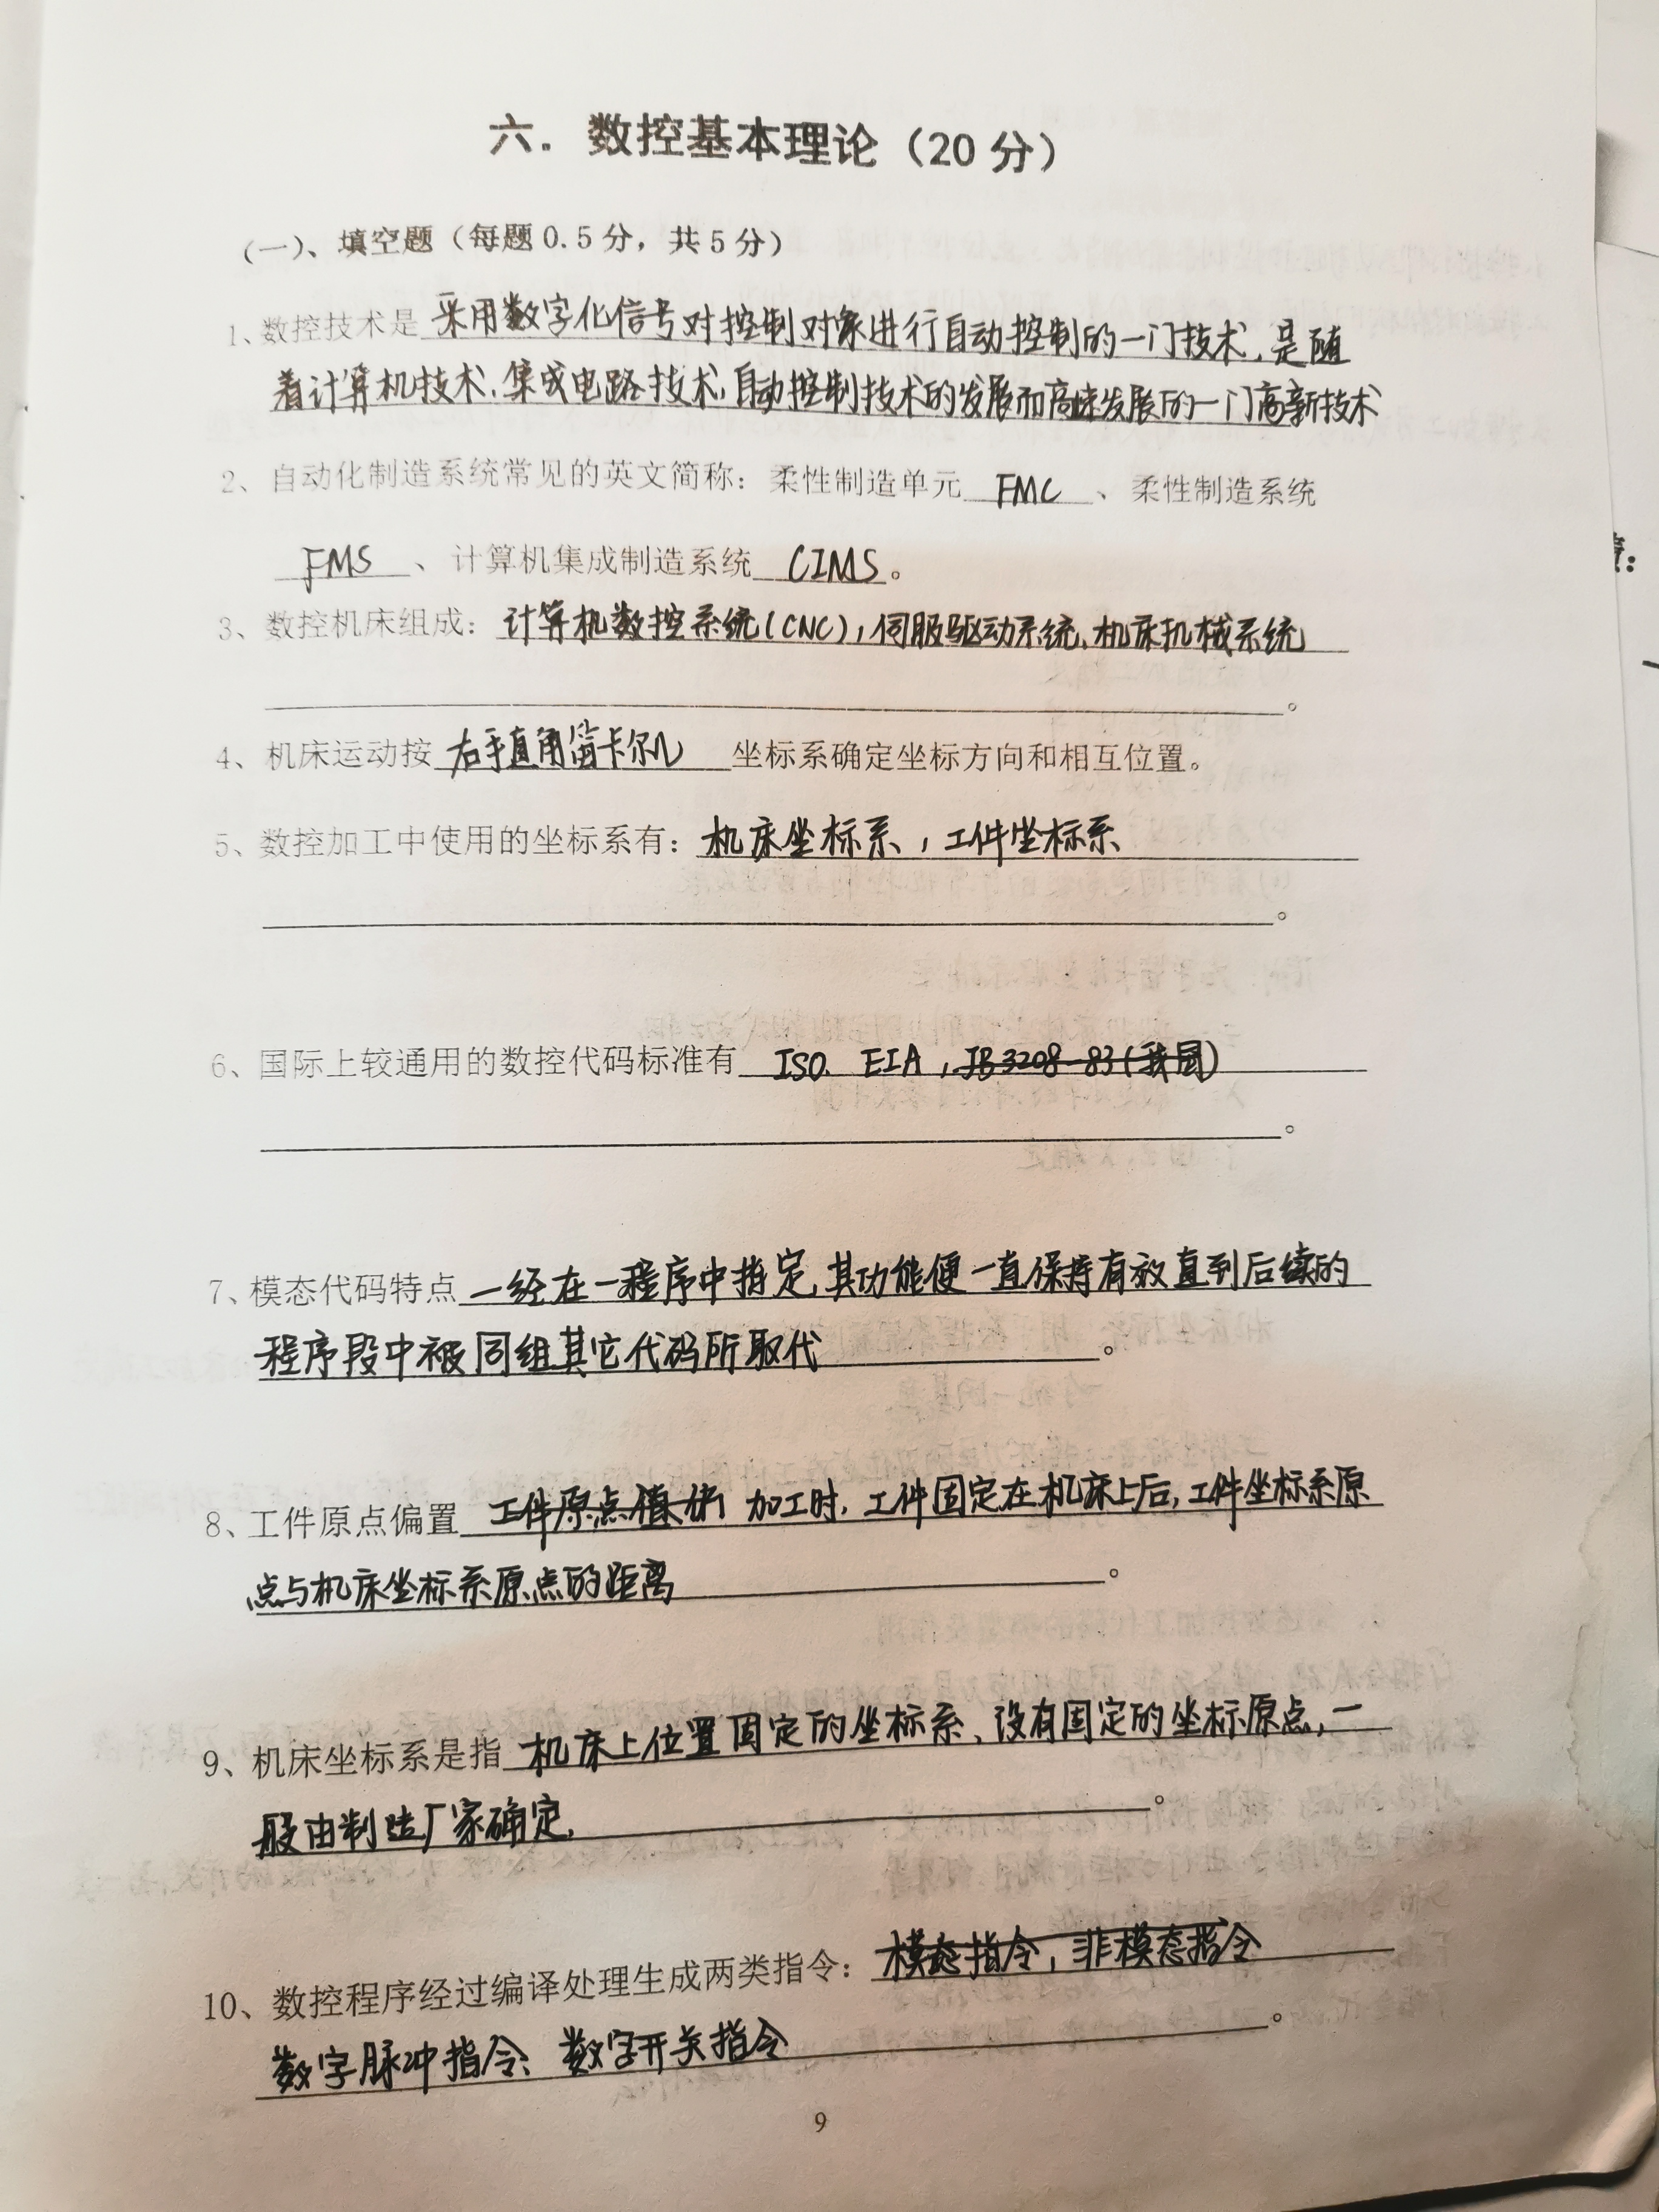 六. 数控基本理论（20 分）
（一）、填空题（每题 0.5 分，共 5 分）
1、数控技术是 采用数字化信号对控制对象进行自动控制的一门技术，是随
着计算机技术、集成电路技术，自动控制技术的发展而高速发展的一门高新技术
2、自动化制造系统常见的英文简称：柔性制造单元 FMC 、柔性制造系统
FMS 、计算机集成制造系统 CIMS 。
3、数控机床组成：计算机数控系统(CNC)，伺服驱动系统、机床机械系统
。
4、机床运动按 右手直角笛卡尔儿 坐标系确定坐标方向和相互位置。
5、数控加工中使用的坐标系有：机床坐标系，工件坐标系
。
6、国际上较通用的数控代码标准有 ISO. EIA，JB3208-83(我国)
。
7、模态代码特点 一经在一程序中指定，其功能便一直保持有效直到后续的
程序段中被同组其它代码所取代 。
8、工件原点偏置 工件原点值 加工时，工件固定在机床上后，工件坐标系原
点与机床坐标系原点的距离 。
9、机床坐标系是指 机床上位置固定的坐标系、设有固定的坐标原点，一
般由制造厂家确定. 。
10、数控程序经过编译处理生成两类指令：模态指令，非模态指令
数字脉冲指令、数字开关指令 。
9